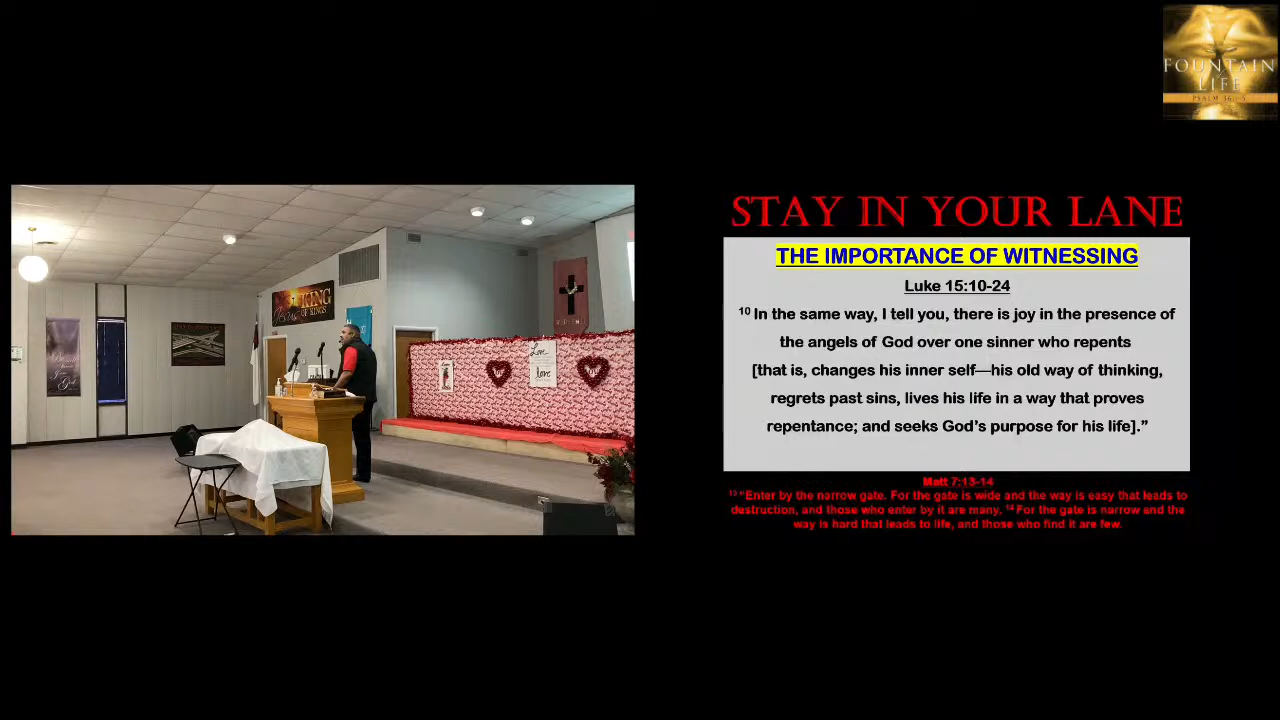 FOUNTAIN
LIFE
STAY IN YOUR LANE
THE IMPORTANCE OF WITNESSING
Luke 15:10-24
10 In the same way, I tell you, there is joy in the presence of
the angels of God over one sinner who repents
[that is, changes his inner self—his old way of thinking,
regrets past sins, lives his life in a way that proves
repentance; and seeks God's purpose for his life].”
Matt 7:13-14
13 “Enter by the narrow gate. For the gate is wide and the way is easy that leads to
destruction, and those who enter by it are many. 14 For the gate is narrow and the
way is hard that leads to life, and those who find it are few.
KING
OF KINGS
Love
love